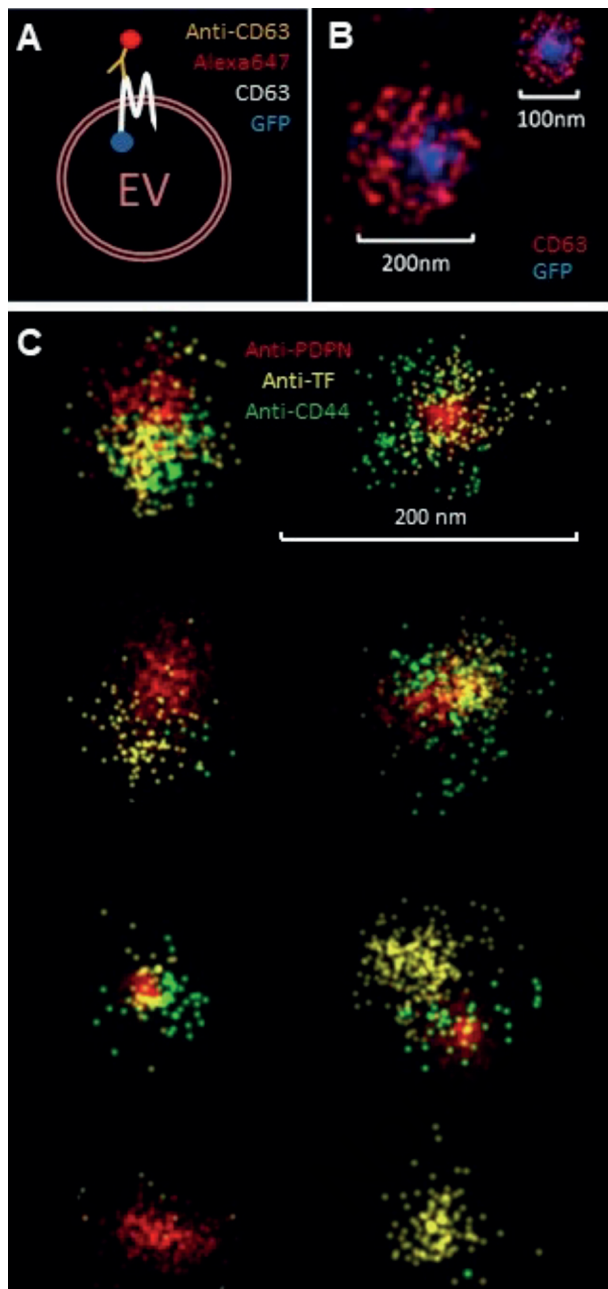 A
Anti-CD63
Alexa647
CD63
GFP
EV
B
100nm
200nm
CD63
GFP
C
Anti-PDPN
Anti-TF
Anti-CD44
200 nm